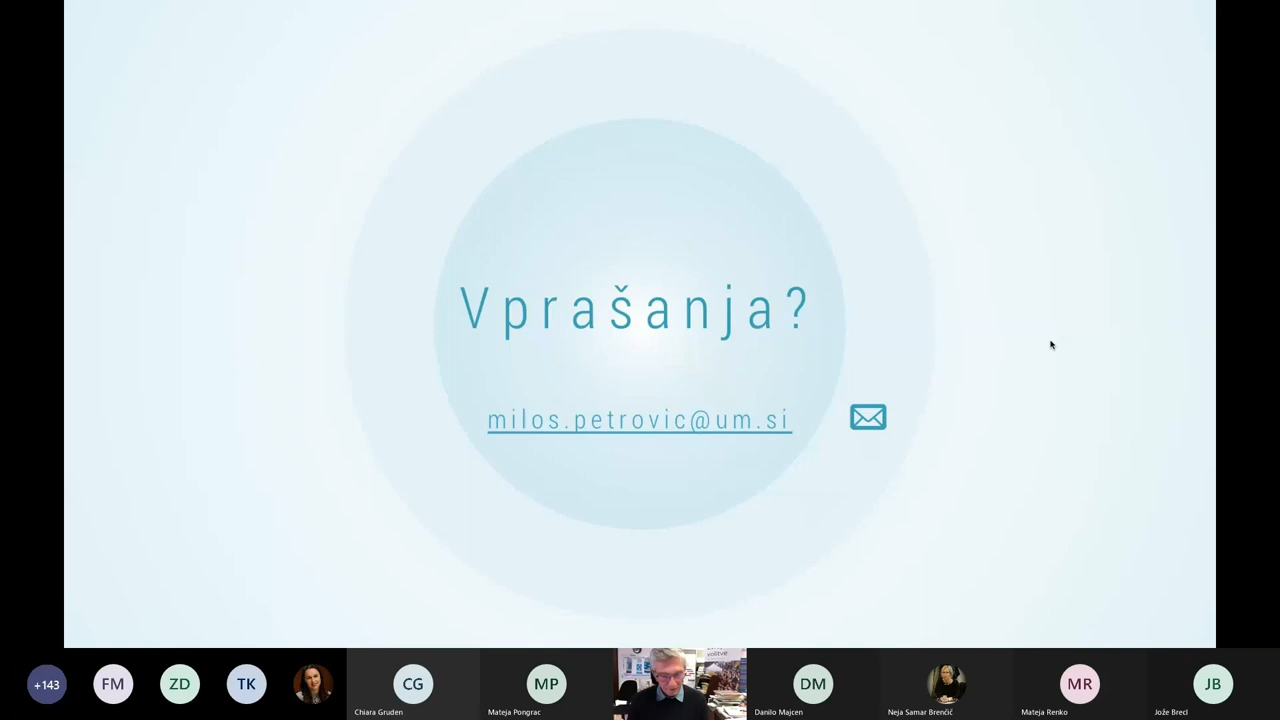 Vprašanja?
milos.petrovic@um.si
volitve
+143
FM
ZD
TK
CG
MP
DM
MR
JB
Chiara Gruden
Mateja Pongrac
Danilo Majcen
Neja Samar Brenčič
Mateja Renko
Jože Brecl